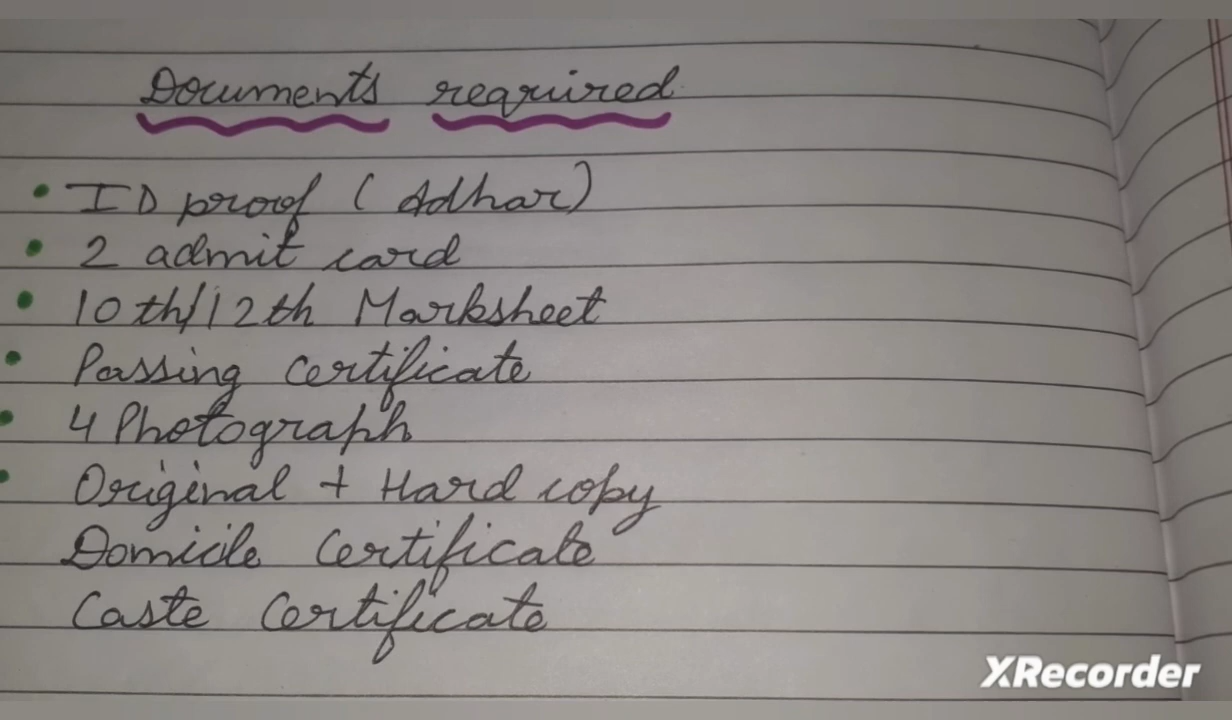 Documents required
• ID proof ( Adhar)
• 2 admit card
• 10th/12th Marksheet
• Passing certificate
• 4 Photograph
• Original + Hard copy
Domicile Certificate
Caste Certificate
XRecorder